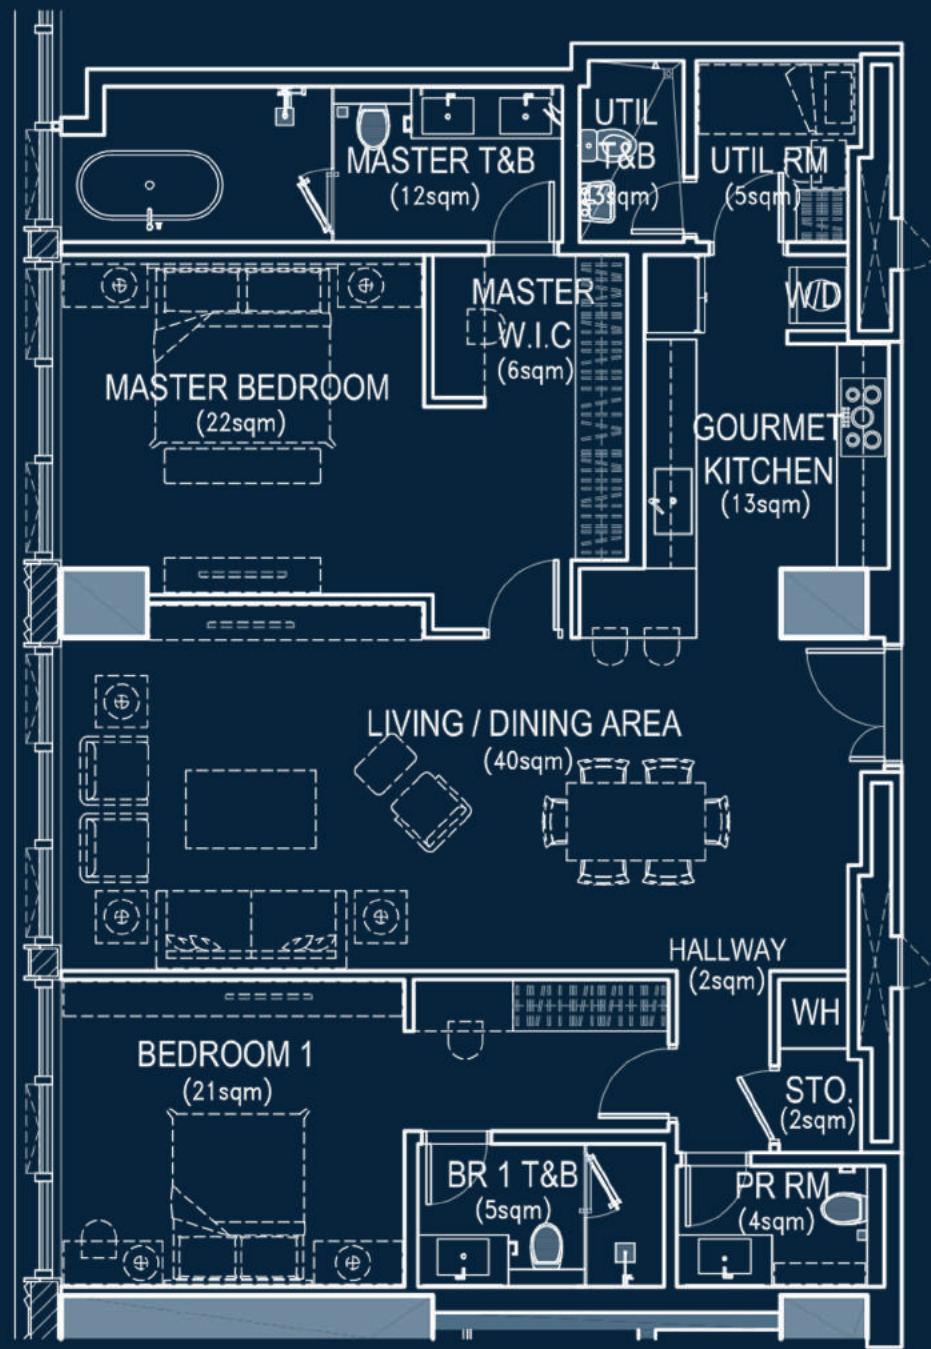 MASTER T&B
(12sqm)
UTIL
T&B
(3sqm)
UTIL RM
(5sqm)
MASTER
W.I.C
(6sqm)
W/D
MASTER BEDROOM
(22sqm)
GOURMET
KITCHEN
(13sqm)
LIVING / DINING AREA
(40sqm)
HALLWAY
(2sqm)
WH
BEDROOM 1
(21sqm)
STO.
(2sqm)
BR 1 T&B
(5sqm)
PR RM
(4sqm)